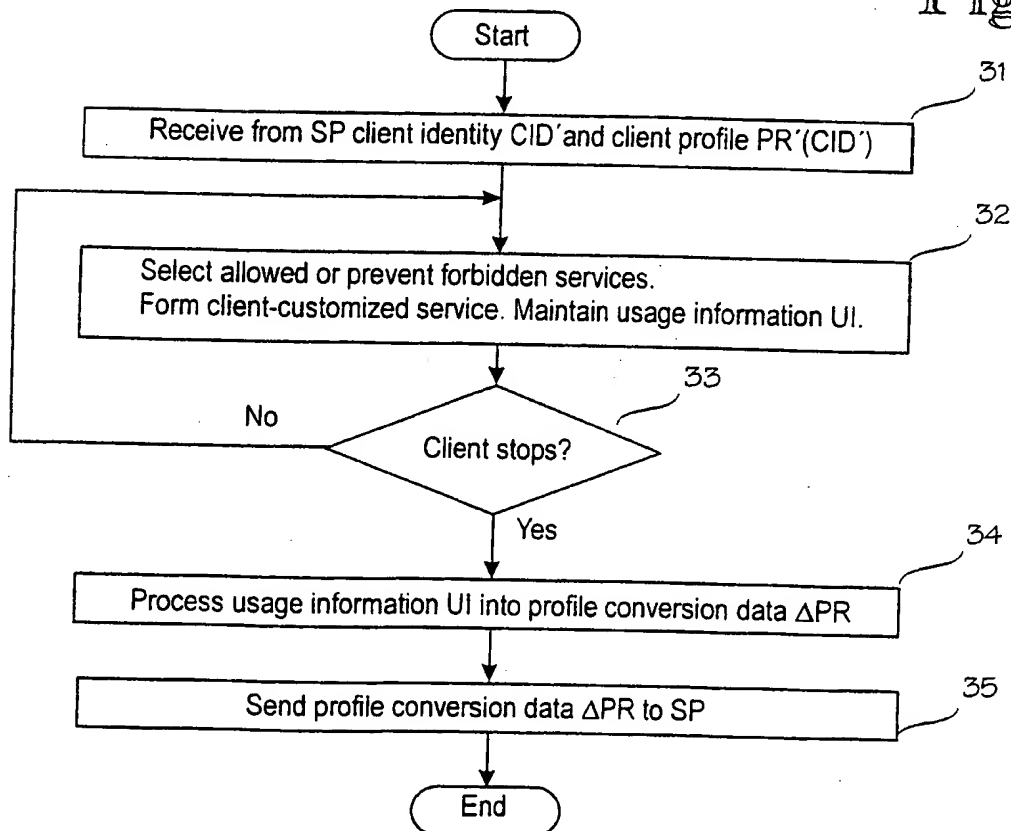 Fig
Start
31
Receive from SP client identity CID´ and client profile PR´(CID´)
32
Select allowed or prevent forbidden services.
Form client-customized service. Maintain usage information UI.
33
No
Client stops?
Yes
34
Process usage information UI into profile conversion data ΔPR
35
Send profile conversion data ΔPR to SP
End